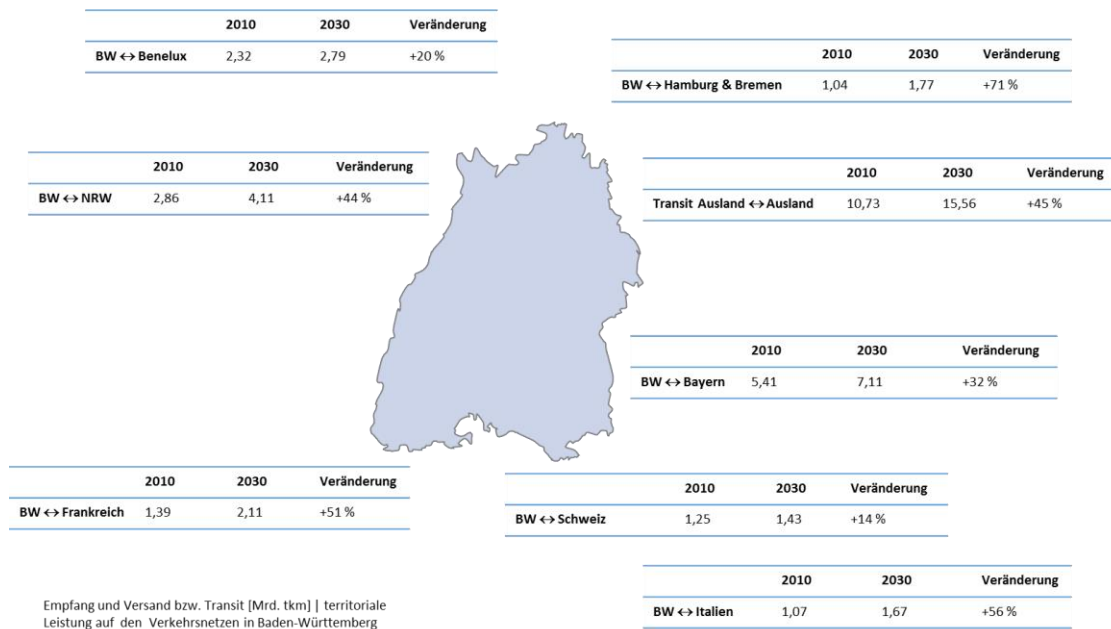 2010 2030 Veränderung
BW ↔ Benelux 2,32 2,79 +20 %
2010 2030 Veränderung
BW ↔ Hamburg & Bremen 1,04 1,77 +71 %
2010 2030 Veränderung
BW ↔ NRW 2,86 4,11 +44 %
2010 2030 Veränderung
Transit Ausland ↔ Ausland 10,73 15,56 +45 %
2010 2030 Veränderung
BW ↔ Bayern 5,41 7,11 +32 %
2010 2030 Veränderung
BW ↔ Frankreich 1,39 2,11 +51 %
2010 2030 Veränderung
BW ↔ Schweiz 1,25 1,43 +14 %
2010 2030 Veränderung
BW ↔ Italien 1,07 1,67 +56 %
Empfang und Versand bzw. Transit [Mrd. tkm] | territoriale
Leistung auf den Verkehrsnetzen in Baden-Württemberg